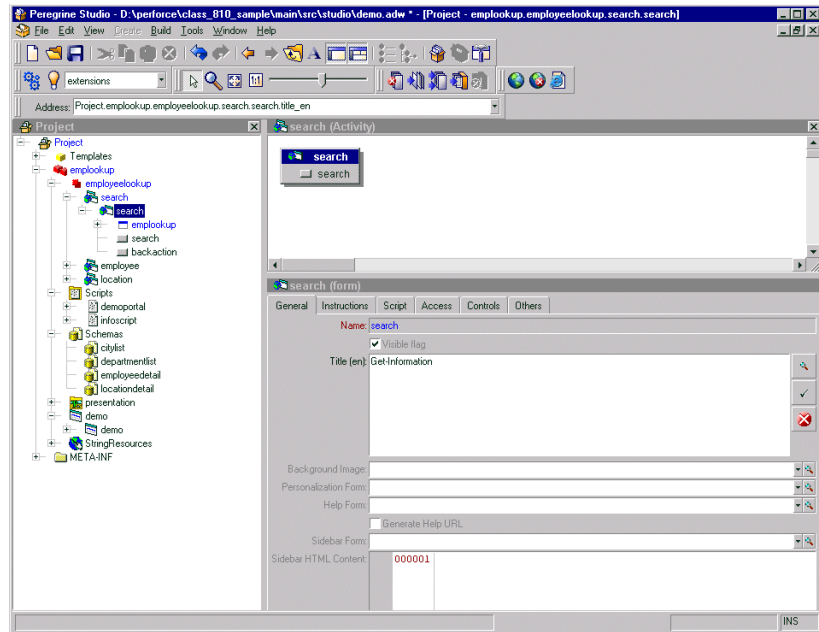 Peregrine Studio - D:\perforce\class_810_sample\main\src\studio\demo.adw * - [Project - emplookup.employeelookup.search.search]
File Edit View Create Build Tools Window Help
extensions
1:1
Address: Project.emplookup.employeelookup.search.search.title_en
Project
Project
Templates
emplookup
employeelookup
search
search
emplookup
search
backaction
employee
location
Scripts
demoportal
infoscript
Schemas
citylist
departmentlist
employeedetail
locationdetail
presentation
demo
demo
StringResources
META-INF
search (Activity)
search
search
search (form)
General Instructions Script Access Controls Others
Name: search
Visible flag
Title (en): Get-Information
Background Image:
Personalization Form:
Help Form:
Generate Help URL
Sidebar Form:
Sidebar HTML Content: 000001
INS